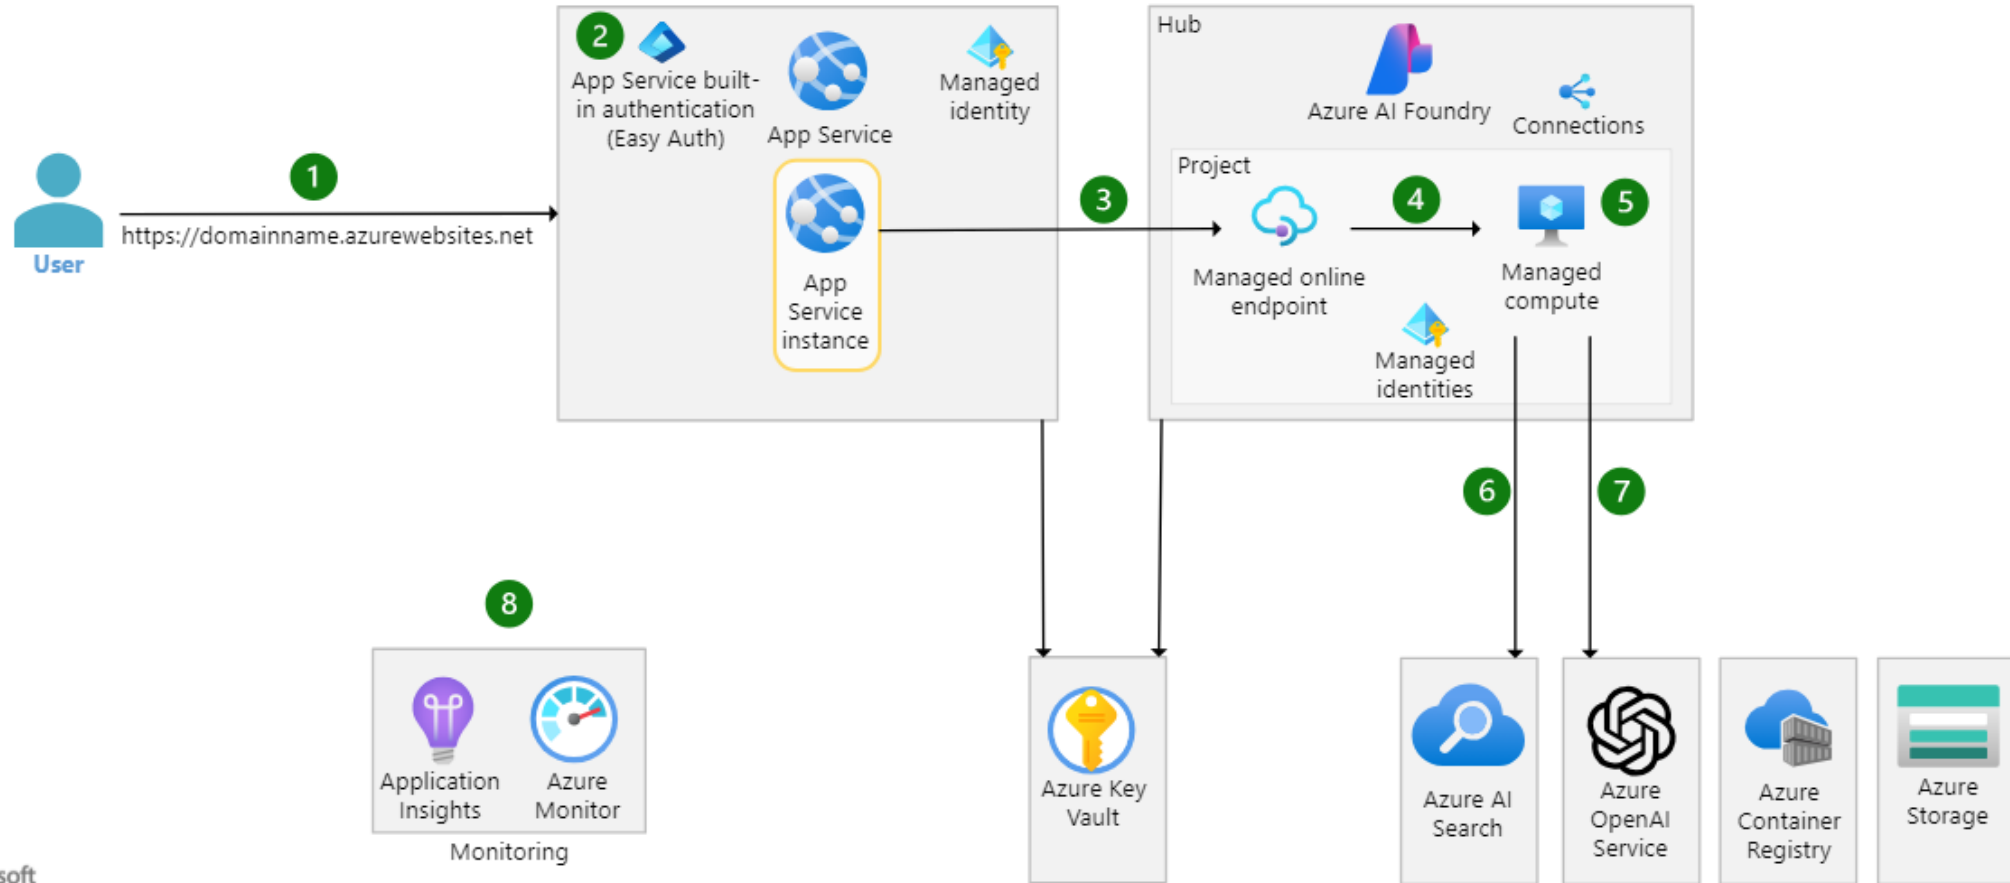 1
https://domainname.azurewebsites.net
User
2
App Service built-
in authentication
(Easy Auth)
App Service
Managed
identity
App
Service
instance
3
Hub
Azure AI Foundry
Connections
Project
Managed online
endpoint
4
5
Managed
compute
Managed
identities
6
7
8
Application
Insights
Azure
Monitor
Monitoring
Azure Key
Vault
Azure AI
Search
Azure
OpenAI
Service
Azure
Container
Registry
Azure
Storage
soft